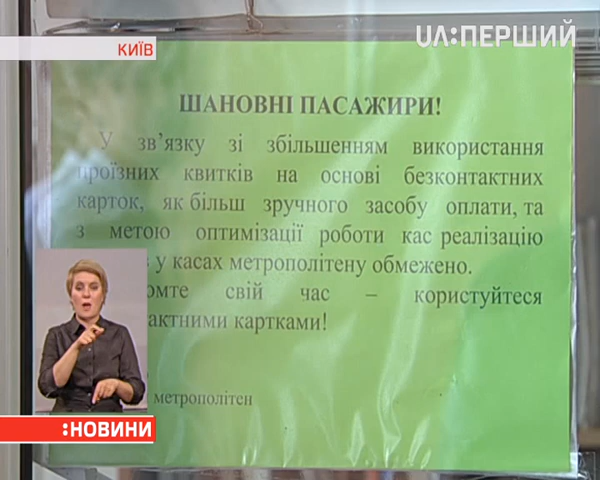 КИЇВ
UA:ПЕРШИЙ
ШАНОВНІ ПАСАЖИРИ!
У зв'язку зі збільшенням використання
проїзних квитків на основі безконтактних
карток, як більш зручного засобу оплати, та
з метою оптимізації роботи кас реалізацію
у касах метрополітену обмежено.
свій час – користуйтеся
картками!
метрополітен
:НОВИНИ